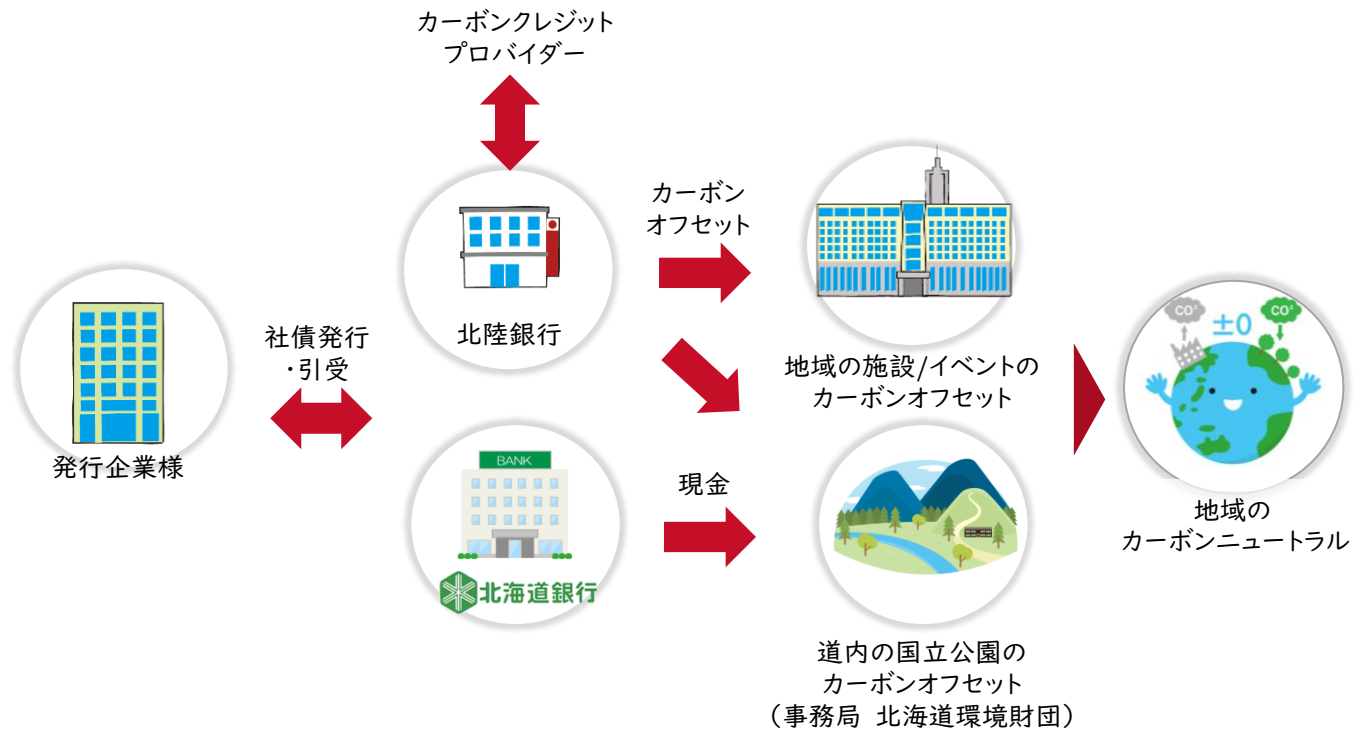 カーボンクレジット
プロバイダー
カーボン
オフセット
北陸銀行
社債発行
・引受
発行企業様
BANK
北海道銀行
現金
地域の施設/イベントの
カーボンオフセット
道内の国立公園の
カーボンオフセット
（事務局 北海道環境財団）
CO²
±0
CO²
地域の
カーボンニュートラル